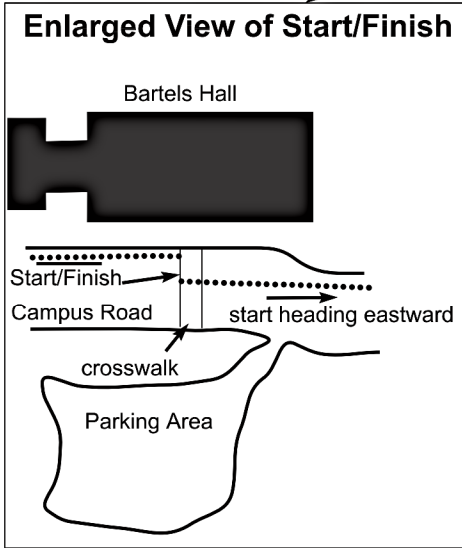 Enlarged View of Start/Finish
Bartels Hall
Start/Finish
Campus Road
start heading eastward
crosswalk
Parking Area